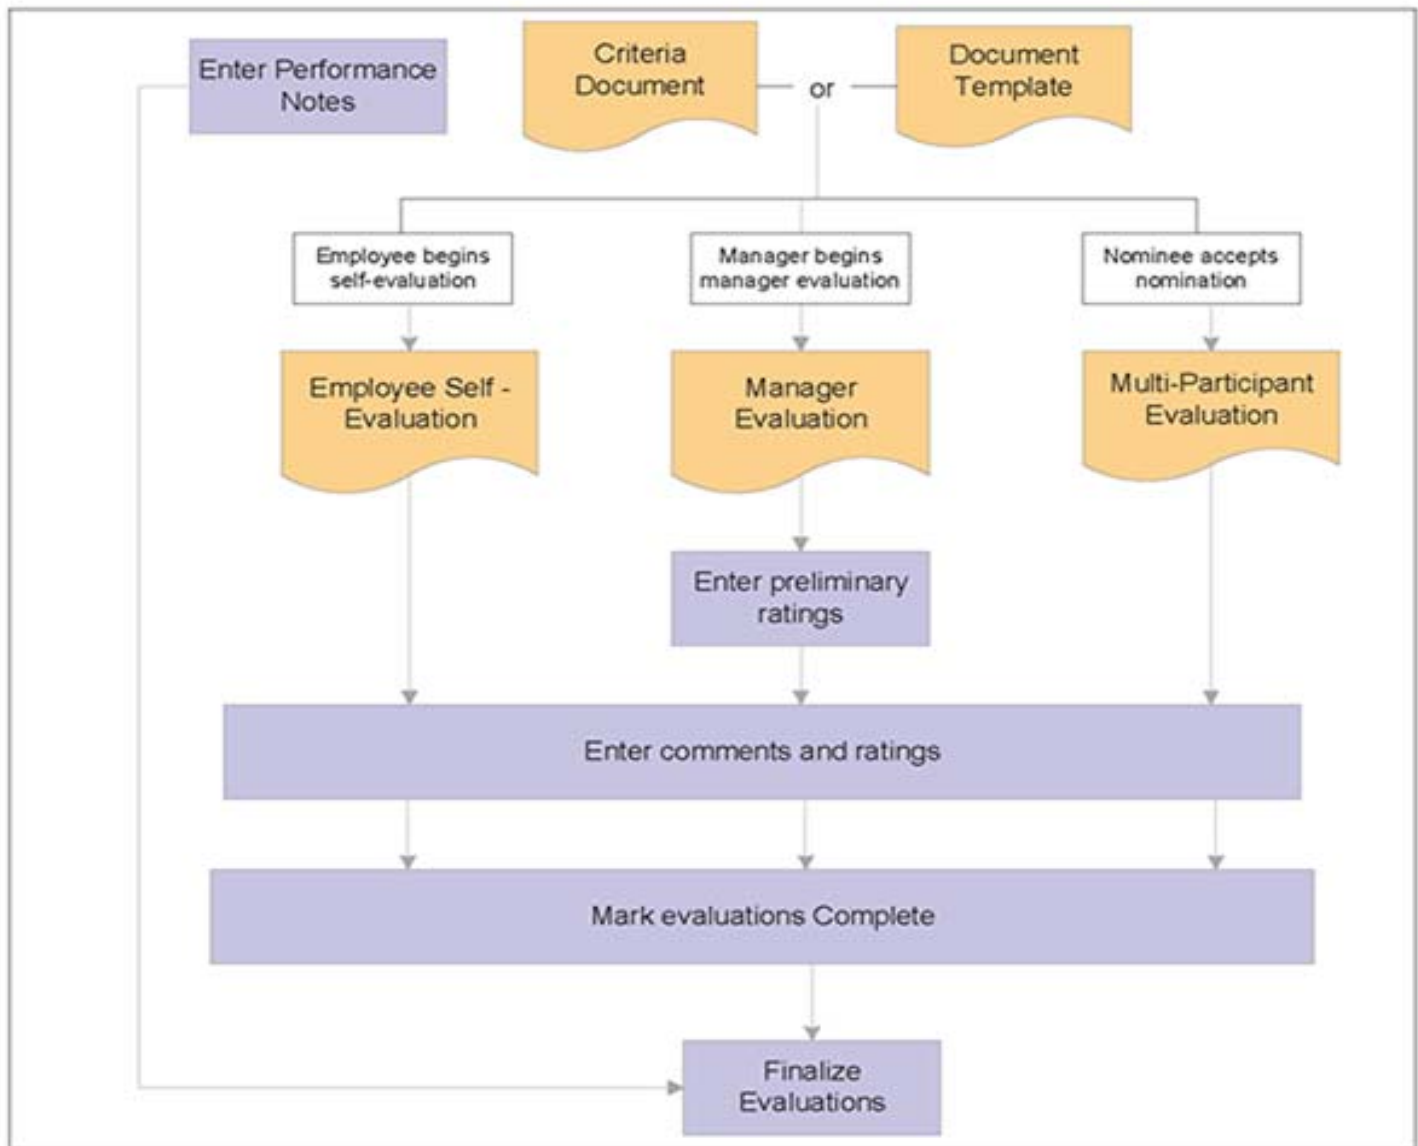 Enter Performance
Notes
Criteria
Document
or
Document
Template
Employee begins
self-evaluation
Manager begins
manager evaluation
Nominee accepts
nomination
Employee Self -
Evaluation
Manager
Evaluation
Multi-Participant
Evaluation
Enter preliminary
ratings
Enter comments and ratings
Mark evaluations Complete
Finalize
Evaluations